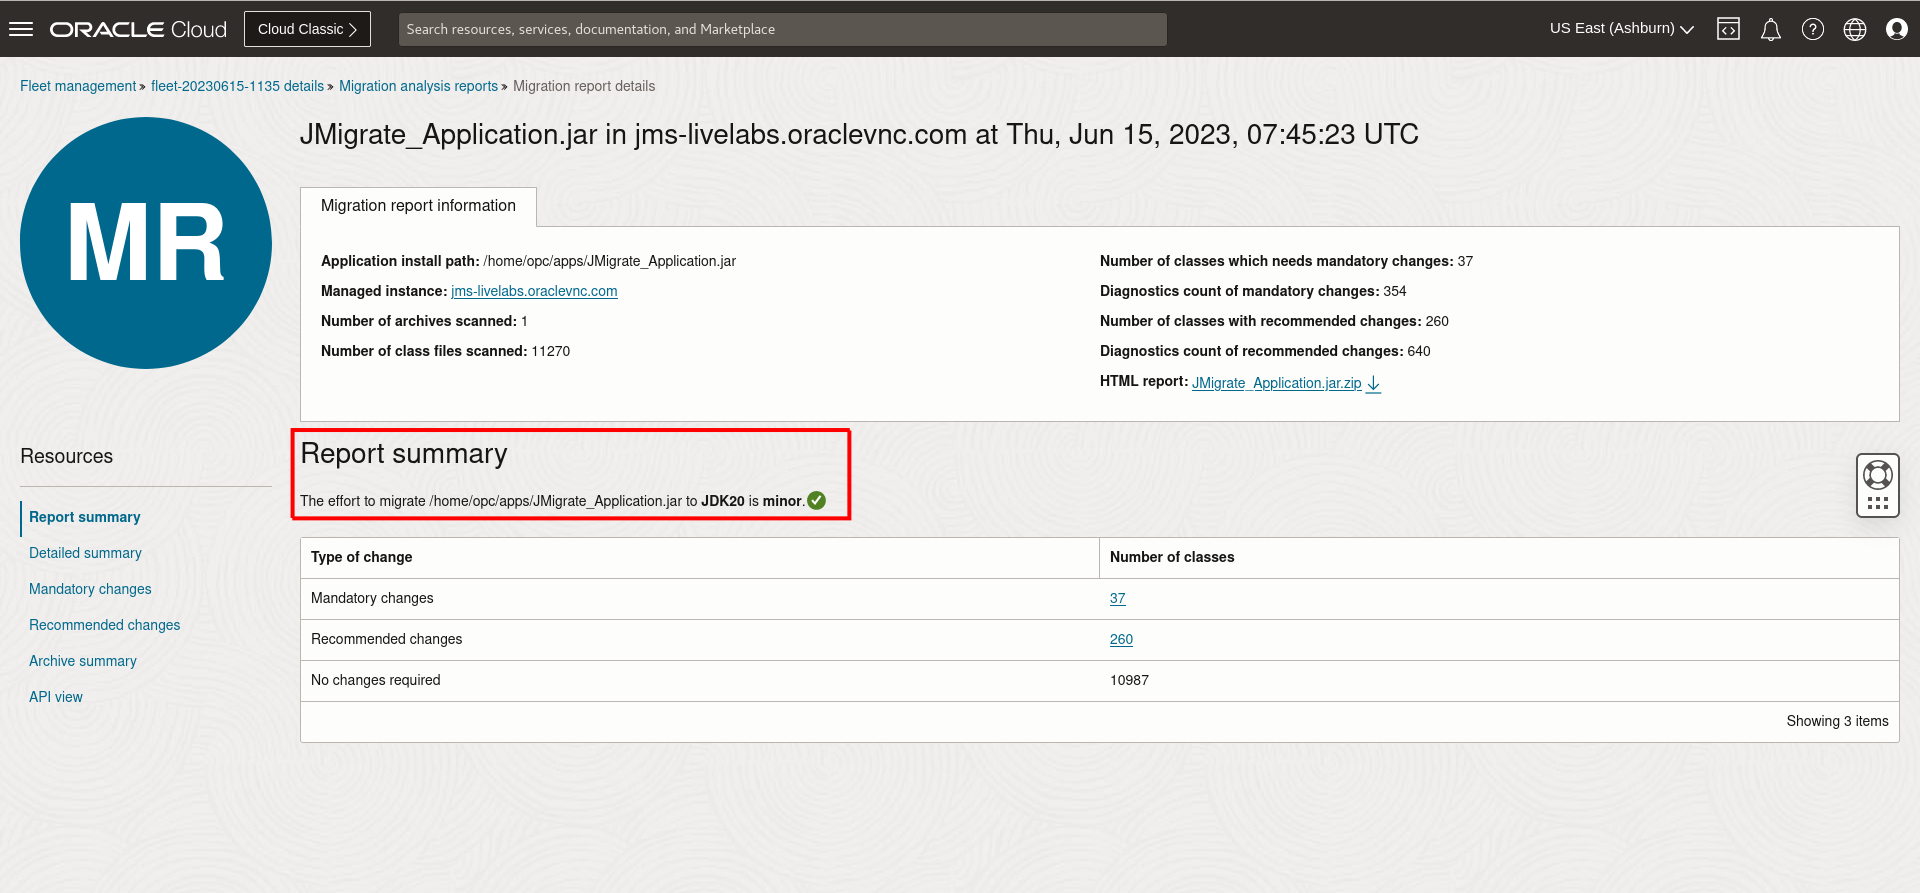 ORACLE Cloud
Cloud Classic
Search resources, services, documentation, and Marketplace
US East (Ashburn)
Fleet management » fleet-20230615-1135 details » Migration analysis reports » Migration report details
MR
JMigrate_Application.jar in jms-livelabs.oraclevnc.com at Thu, Jun 15, 2023, 07:45:23 UTC
Migration report information
Application install path: /home/opc/apps/JMigrate_Application.jar
Managed instance: jms-livelabs.oraclevnc.com
Number of archives scanned: 1
Number of class files scanned: 11270
Number of classes which needs mandatory changes: 37
Diagnostics count of mandatory changes: 354
Number of classes with recommended changes: 260
Diagnostics count of recommended changes: 640
HTML report: JMigrate_Application.jar.zip
Resources
Report summary
Detailed summary
Mandatory changes
Recommended changes
Archive summary
API view
Report summary
The effort to migrate /home/opc/apps/JMigrate_Application.jar to JDK20 is minor.
Type of change Number of classes
Mandatory changes 37
Recommended changes 260
No changes required 10987
Showing 3 items